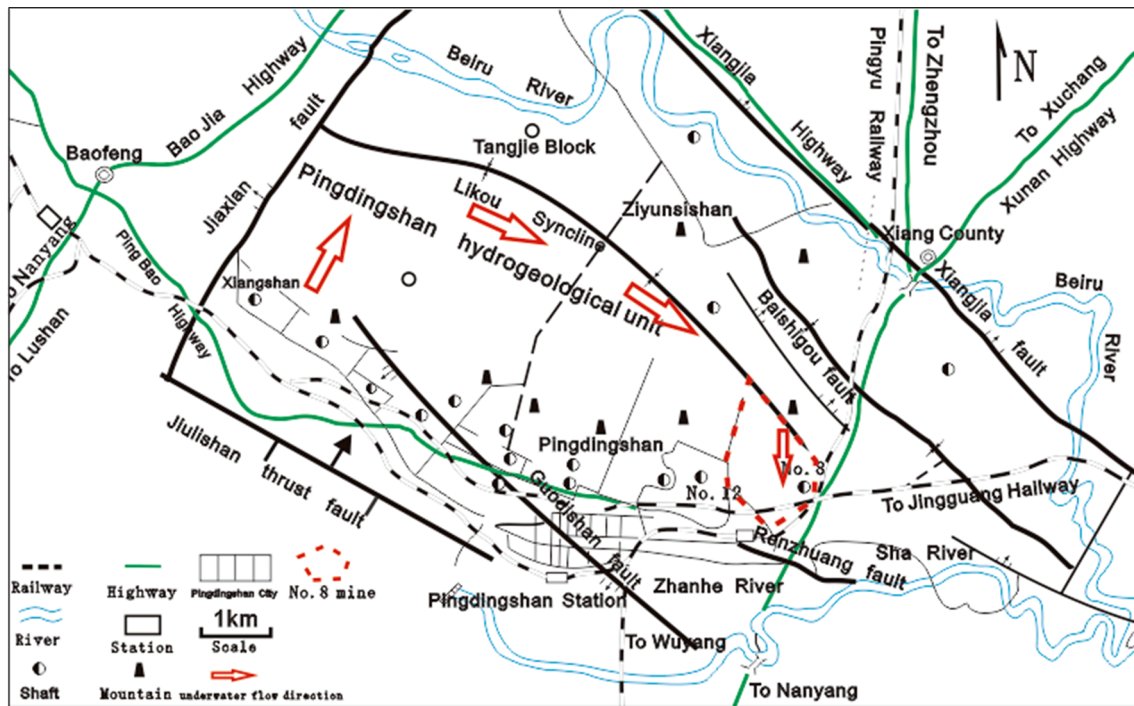 Beiru
River
Xiangjia
Highway
Pingyu Railway
To Zhengzhou
To Xuchang
Xunan Highway
N
Bao Jia Highway
Baofeng
Jiaxian fault
Tangjie Block
Likou Syncline
Pingdingshan hydrogeological unit
Ziyunsishan
Xiang County
To Nanyang
To Lushan
Ping Bao
Highway
Xiangshan
Baishigou fault
Xiangjia
fault
Beiru
River
Jiulishan thrust fault
Pingdingshan
Guodishan
fault
No. 12
No. 8
To Jingguang Hailway
Renzhuang fault
Sha River
Zhanhe River
Pingdingshan Station
To Wuyang
To Nanyang
Railway
Highway
Pingdingshan City
No. 8 mine
River
Station
1km
Scale
Shaft
Mountain
underwater flow direction